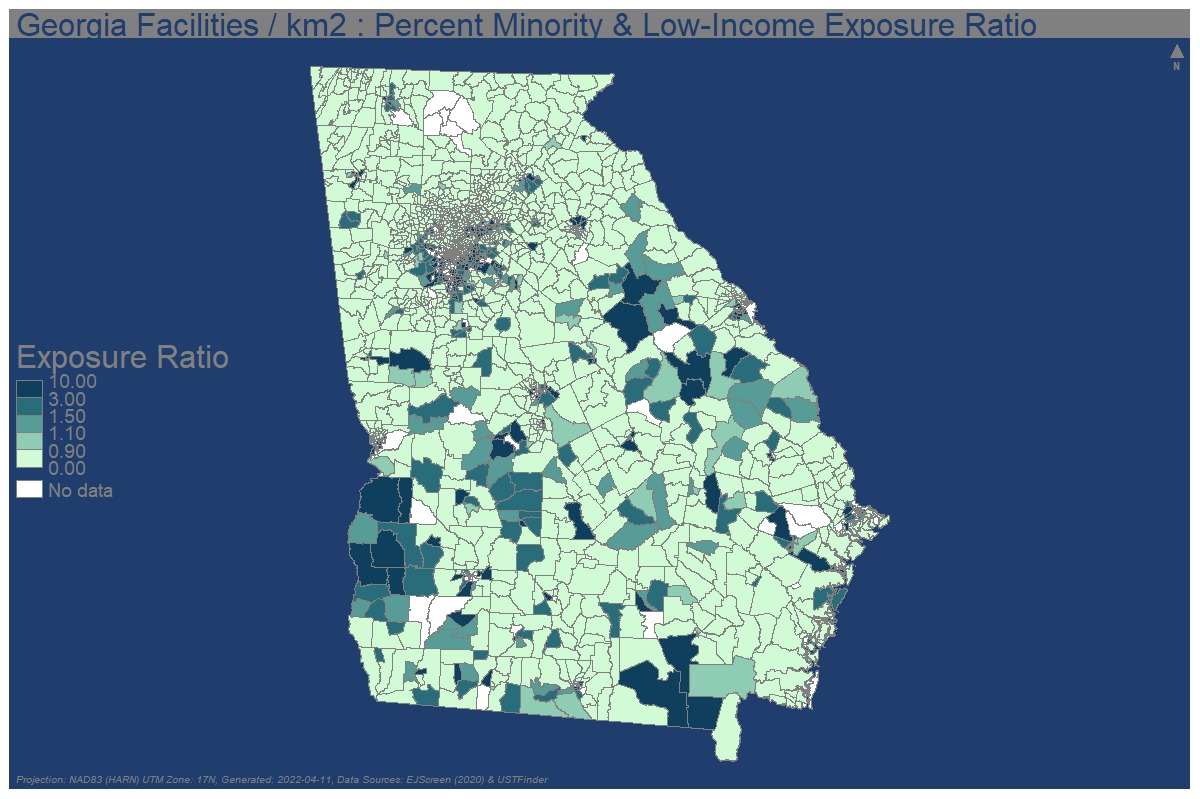 Georgia Facilities / km2 : Percent Minority & Low-Income Exposure Ratio
N
Exposure Ratio
10.00
3.00
1.50
1.10
0.90
0.00
No data
Projection: NAD83 (HARN) UTM Zone: 17N, Generated: 2022-04-11, Data Sources: EJScreen (2020) & USTFinder